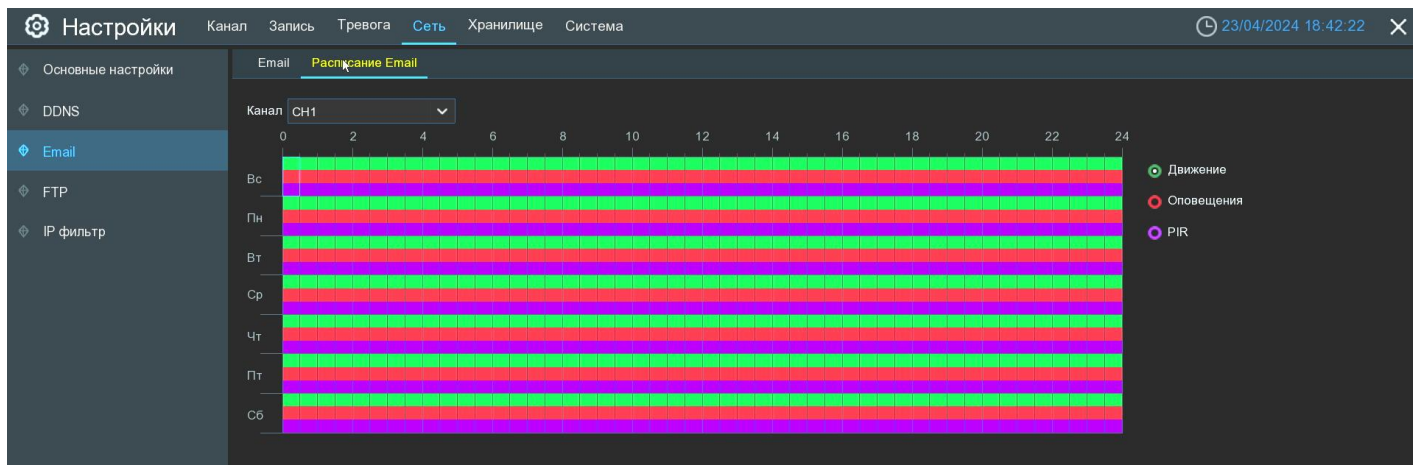 Настройки Канал Запись Тревога Сеть Хранилище Система 23/04/2024 18:42:22
Основные настройки
DDNS
Email
FTP
IP фильтр
Email Расписание Email
Канал CH1
0 2 4 6 8 10 12 14 16 18 20 22 24
Вс
Пн
Вт
Ср
Чт
Пт
Сб
Движение
Оповещения
PIR